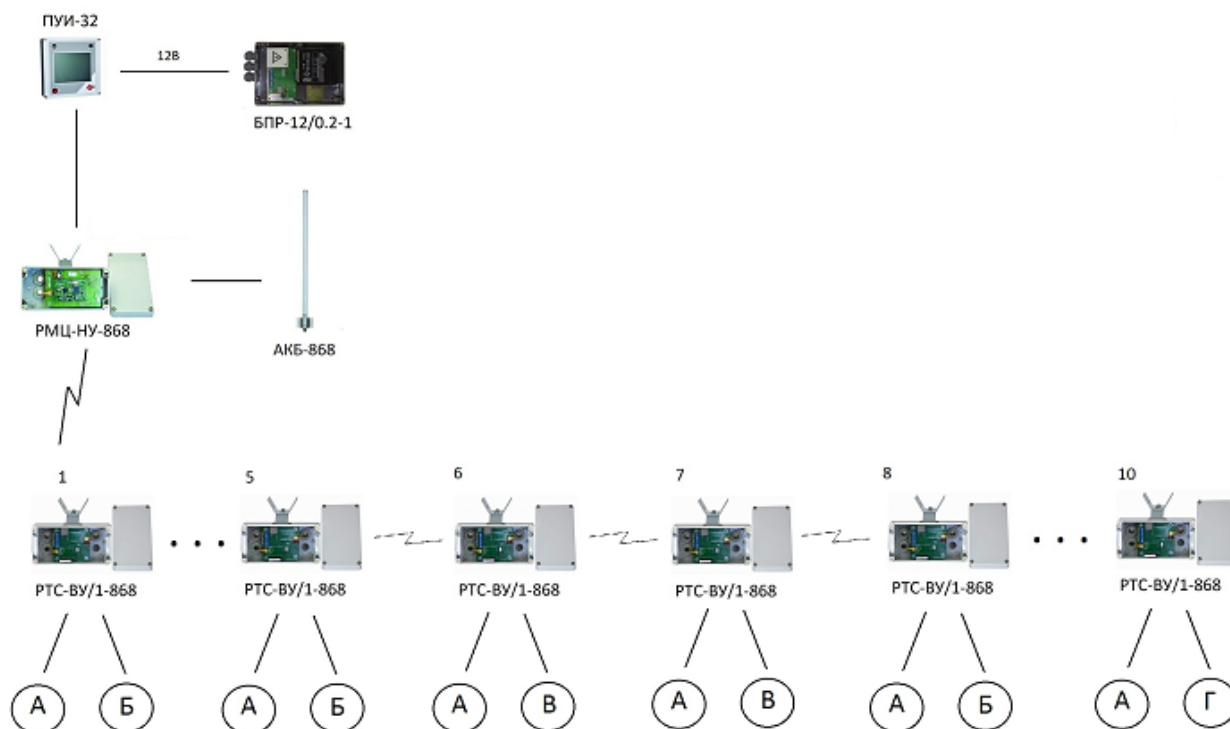 ПУИ-32
12В
БПР-12/0.2-1
РМЦ-НУ-868
АКБ-868
1 5 6 7 8 10
РТС-ВУ/1-868 РТС-ВУ/1-868 РТС-ВУ/1-868 РТС-ВУ/1-868 РТС-ВУ/1-868 РТС-ВУ/1-868
А Б А Б А В А В А Б А Г